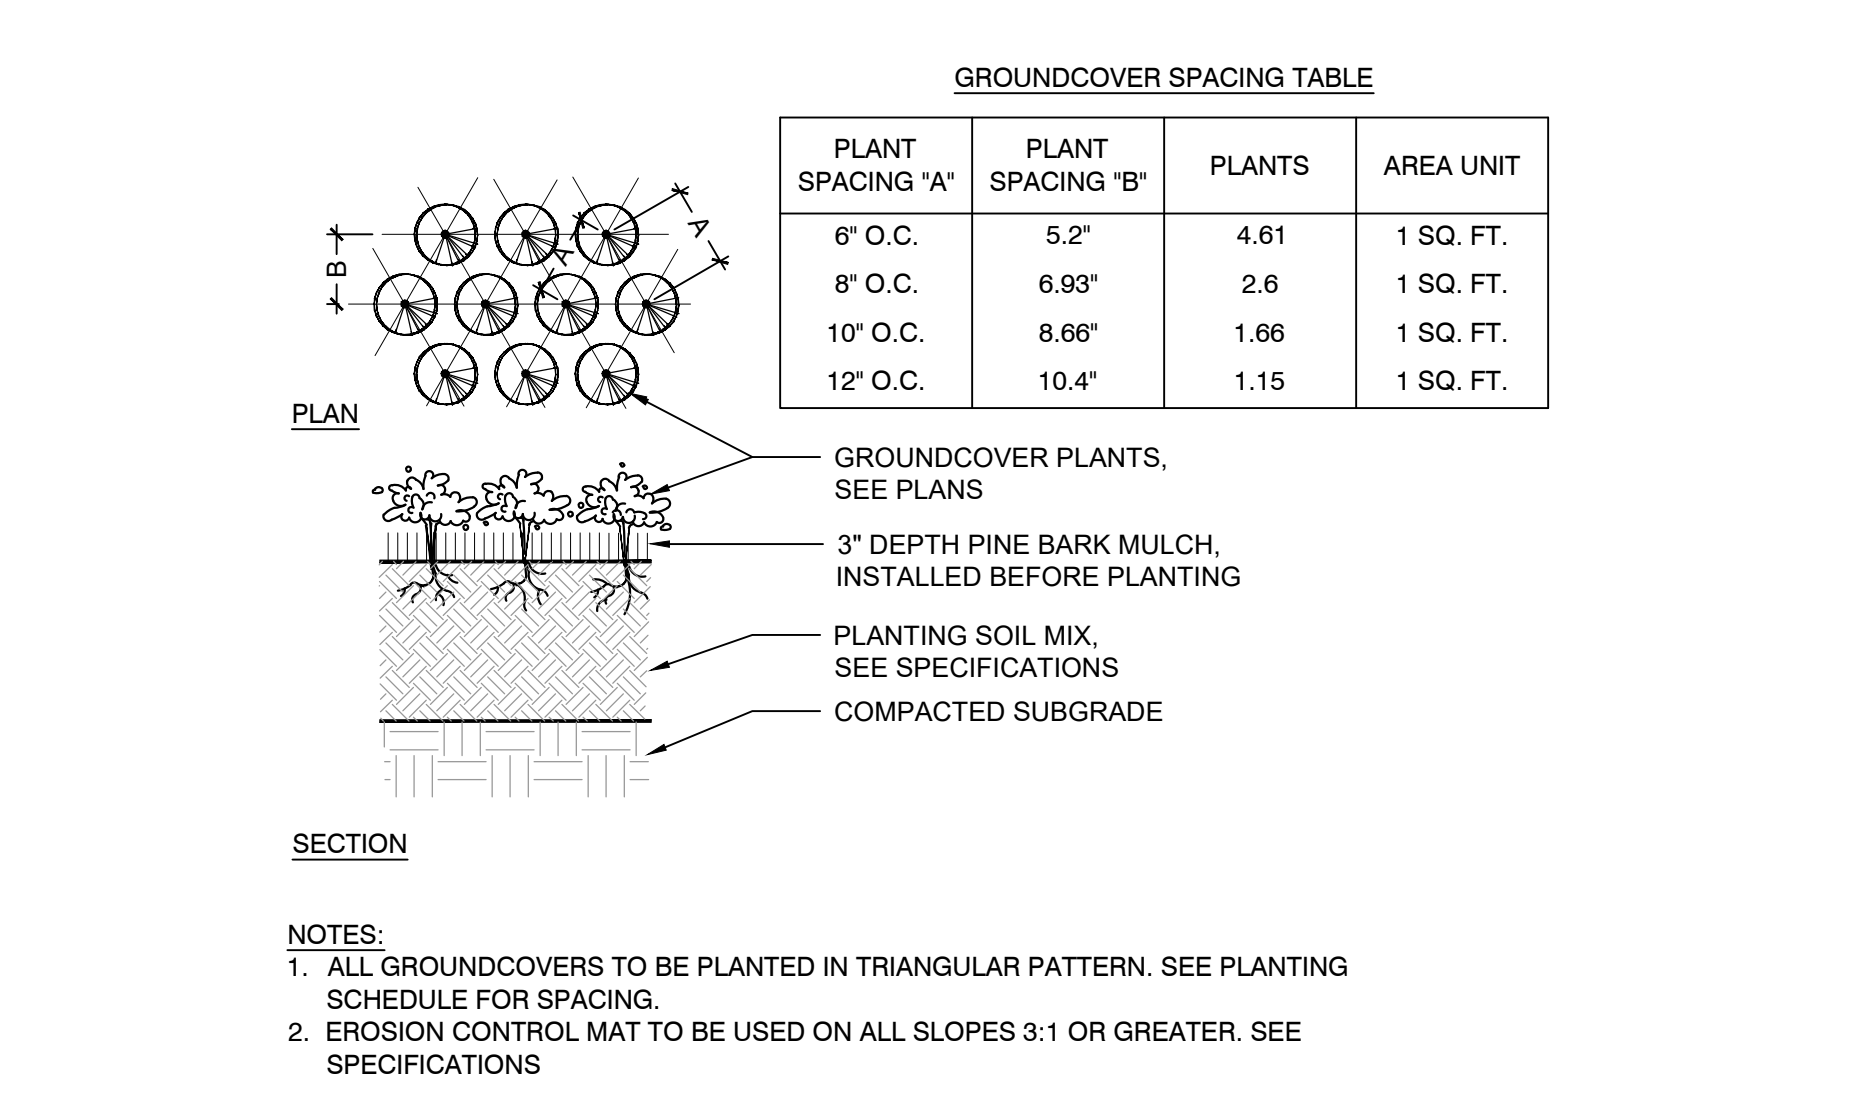 GROUNDCOVER SPACING TABLE
PLANT SPACING "A" PLANT SPACING "B" PLANTS AREA UNIT
6" O.C. 5.2" 4.61 1 SQ. FT.
8" O.C. 6.93" 2.6 1 SQ. FT.
10" O.C. 8.66" 1.66 1 SQ. FT.
12" O.C. 10.4" 1.15 1 SQ. FT.
A
A
B
PLAN
GROUNDCOVER PLANTS,
SEE PLANS
3" DEPTH PINE BARK MULCH,
INSTALLED BEFORE PLANTING
PLANTING SOIL MIX,
SEE SPECIFICATIONS
COMPACTED SUBGRADE
SECTION
NOTES:
1. ALL GROUNDCOVERS TO BE PLANTED IN TRIANGULAR PATTERN. SEE PLANTING
SCHEDULE FOR SPACING.
2. EROSION CONTROL MAT TO BE USED ON ALL SLOPES 3:1 OR GREATER. SEE
SPECIFICATIONS